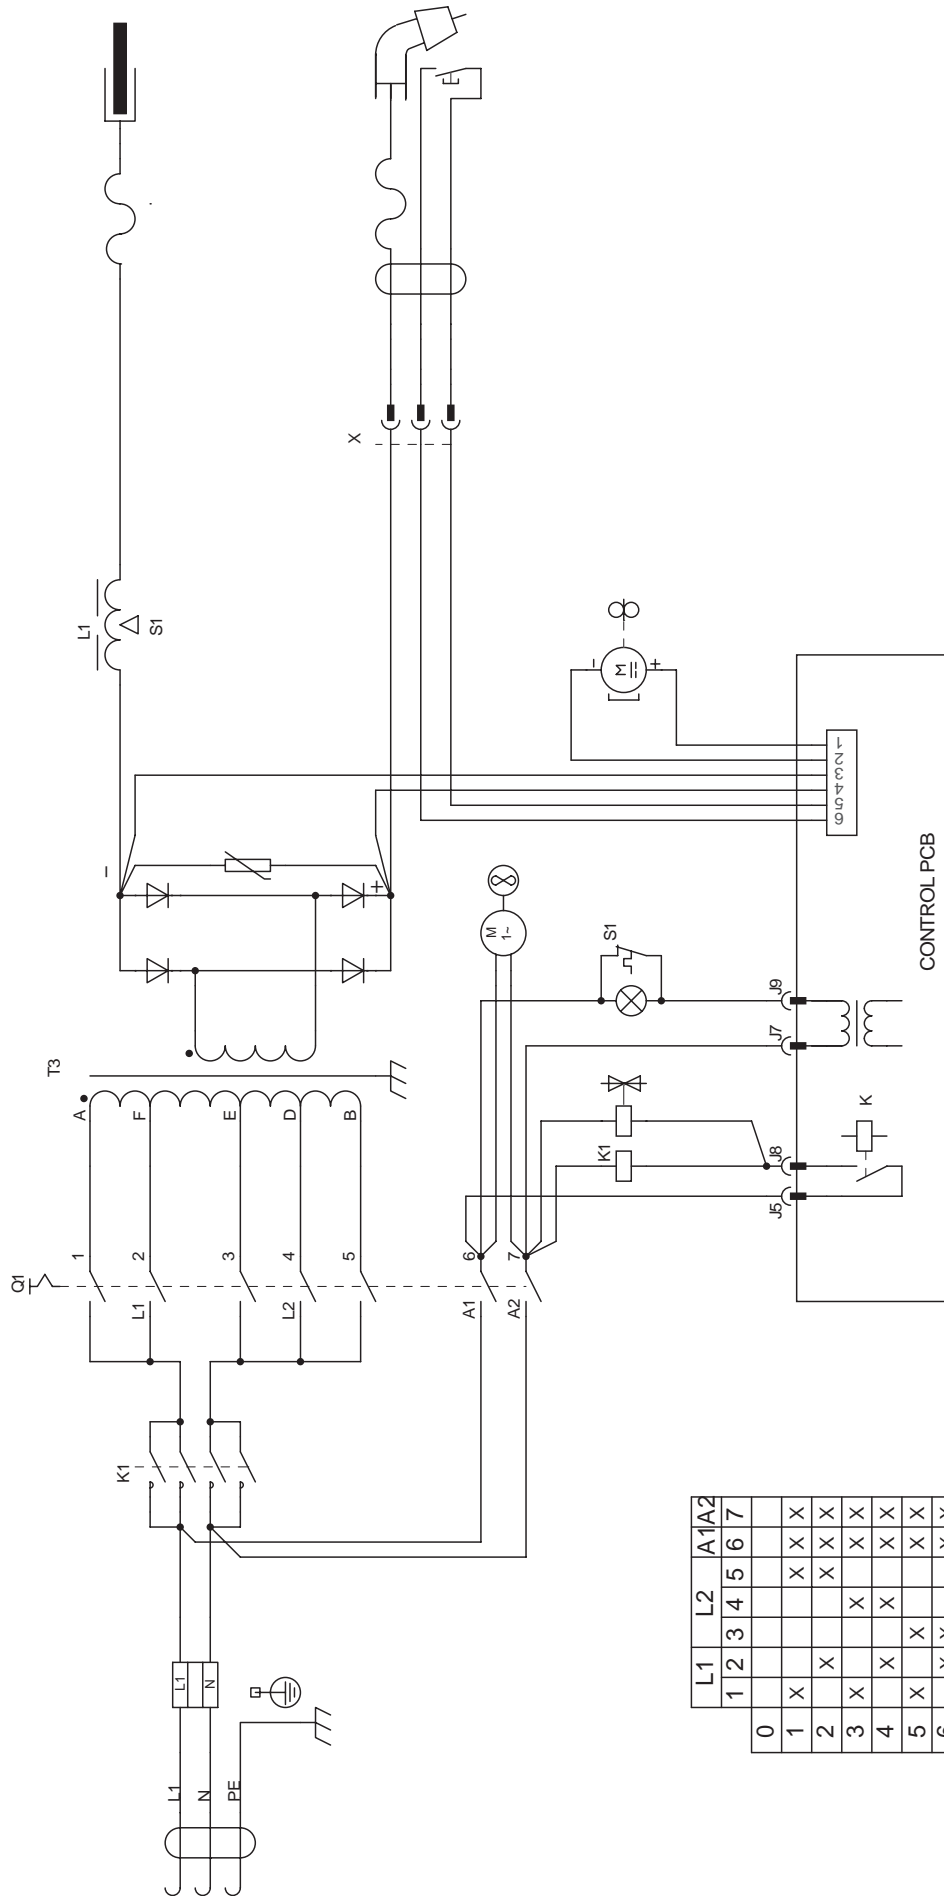 Q1
T3
A
F
E
D
B
1
2
3
4
5
L1
L2
L1
S1
K1
L1
N
PE
L1
N
−
+
X
A1
A2
6
7
M
1~
K1
S1
M
−
+
J5
J8
J7
J9
K
6 5 4 3 2 1
CONTROL PCB
L1 L2 A1 A2
1 2 3 4 5 6 7
0
1 X X X X
2 X X X X
3 X X X X
4 X X X X
5 X X X X
6 X X X X